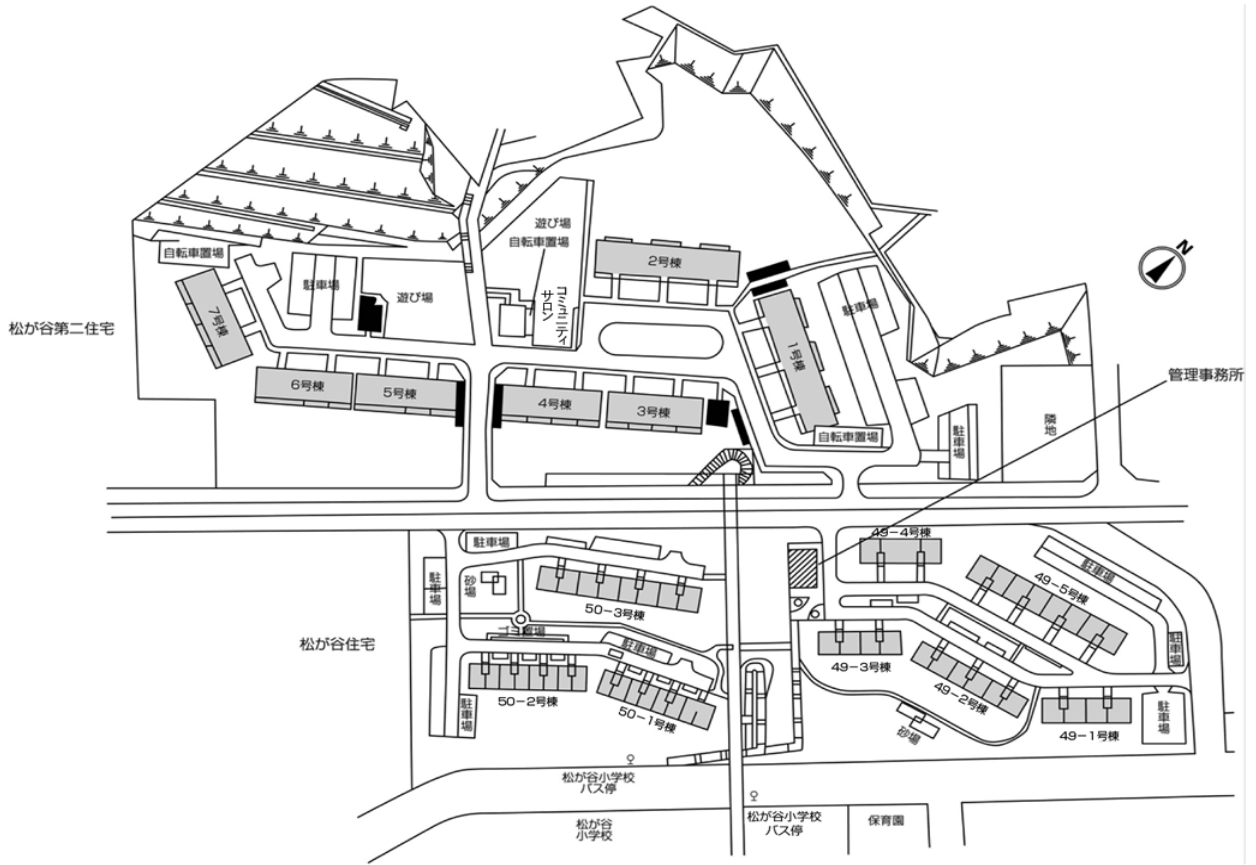 N
遊び場
自転車置場
自転車置場
2号棟
コミュニティ
サロン
駐車場
遊び場
駐車場
7号棟
松が谷第二住宅
1号棟
管理事務所
6号棟
5号棟
4号棟
3号棟
隣地
自転車置場
駐車場
49-4号棟
駐車場
駐車場
駐車場
砂場
49-5号棟
50-3号棟
ゴミ置場
松が谷住宅
駐車場
駐車場
49-3号棟
49-2号棟
50-2号棟
50-1号棟
駐車場
駐車場
砂場
49-1号棟
松が谷小学校
バス停
松が谷
小学校
松が谷小学校
バス停
保育園